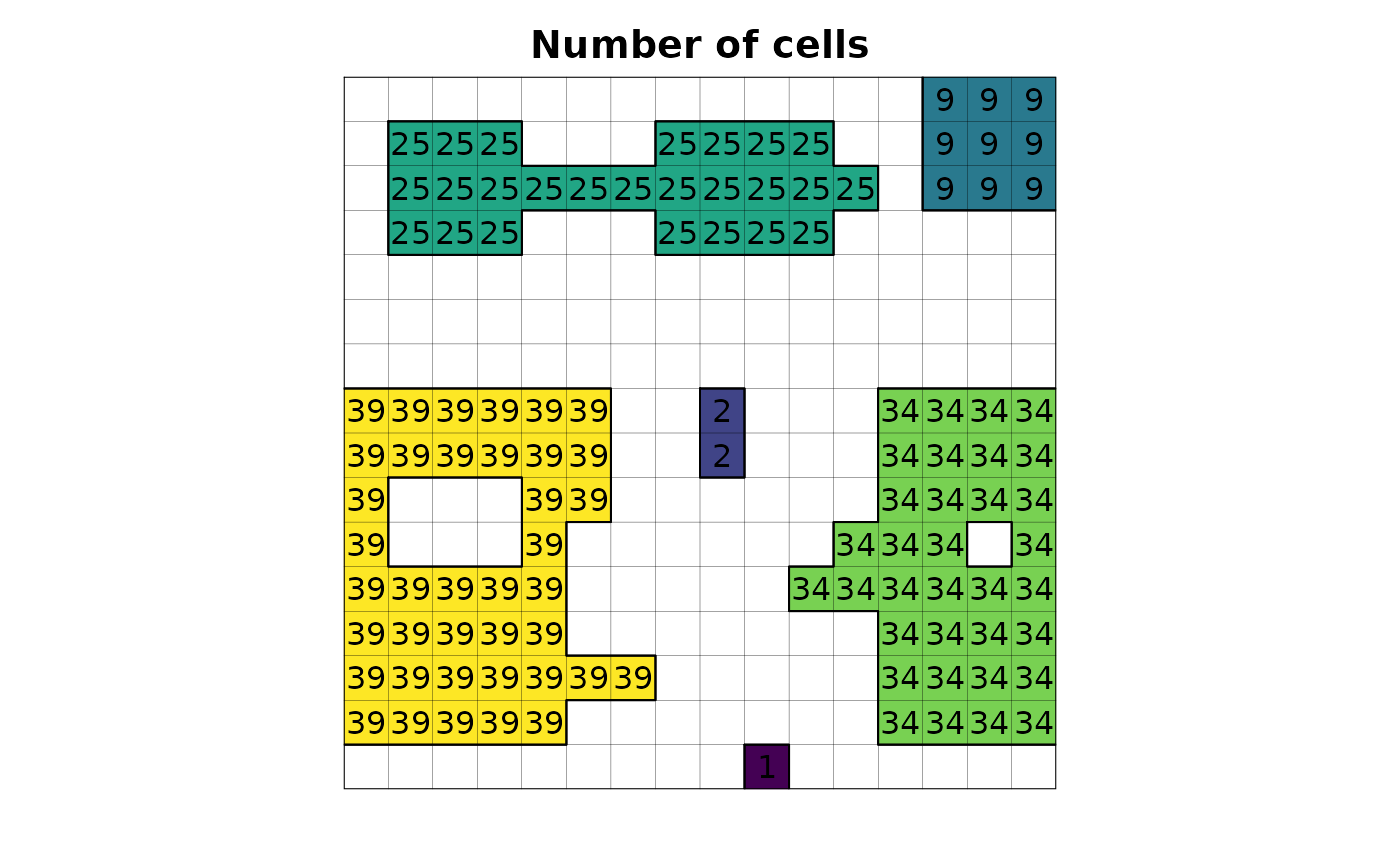 Number of cells
9 9 9
25 25 25 25 25 25 25 9 9 9
25 25 25 25 25 25 25 25 25 25 25 9 9 9
25 25 25 25 25 25 25
39 39 39 39 39 39 2 34 34 34 34
39 39 39 39 39 39 2 34 34 34 34
39 39 39 34 34 34 34
39 39 34 34 34 34
39 39 39 39 39 34 34 34 34 34 34
39 39 39 39 39 34 34 34 34
39 39 39 39 39 39 39 34 34 34 34
39 39 39 39 39 34 34 34 34
1